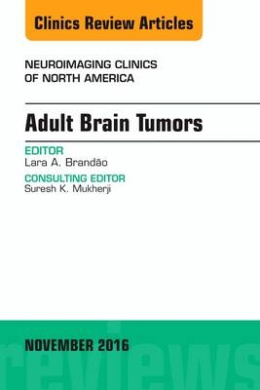 Clinics Review Articles
NEUROIMAGING CLINICS
OF NORTH AMERICA
Adult Brain Tumors
EDITOR
Lara A. Brandão
CONSULTING EDITOR
Suresh K. Mukherji
NOVEMBER 2016
reviews